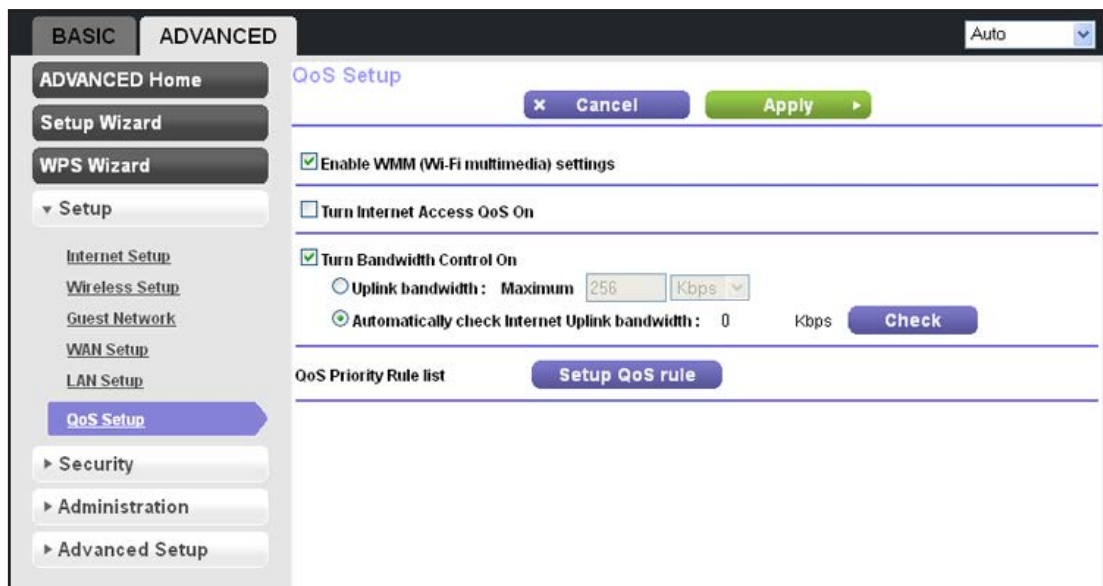 BASIC ADVANCED Auto
ADVANCED Home
Setup Wizard
WPS Wizard
Setup
Internet Setup
Wireless Setup
Guest Network
WAN Setup
LAN Setup
QoS Setup
Security
Administration
Advanced Setup
QoS Setup
Cancel Apply
Enable WMM (Wi-Fi multimedia) settings
Turn Internet Access QoS On
Turn Bandwidth Control On
Uplink bandwidth : Maximum 256 Kbps
Automatically check Internet Uplink bandwidth : 0 Kbps Check
QoS Priority Rule list Setup QoS rule